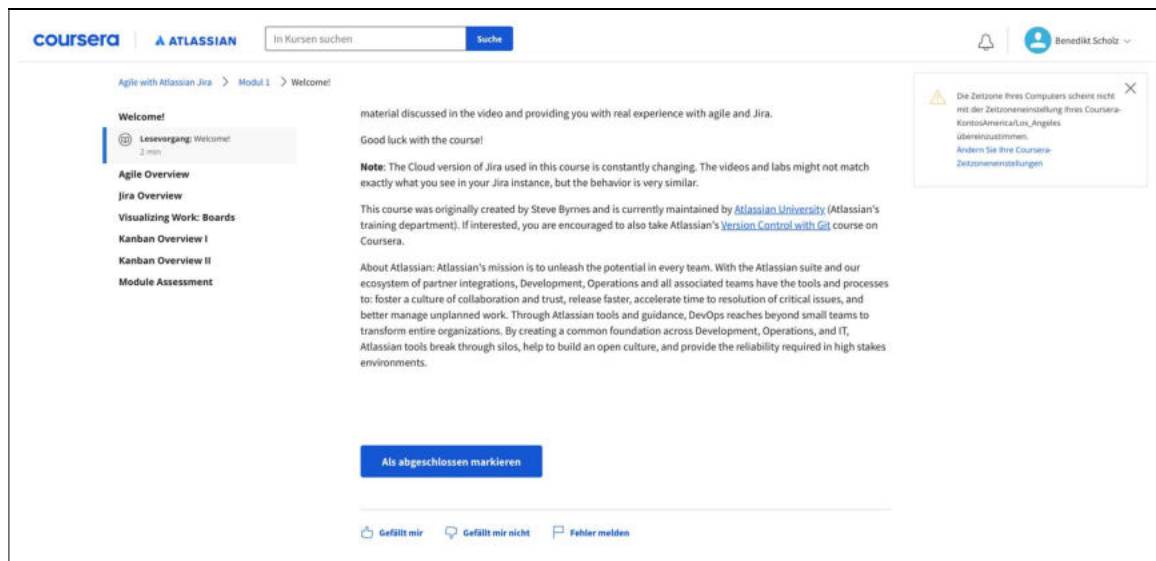 coursera
ATLASSIAN
In Kursen suchen
Suche
Benedikt Scholz
Agile with Atlassian Jira > Modul 1 > Welcome!
Welcome!
Lesevorgang: Welcome!
2 min
Agile Overview
Jira Overview
Visualizing Work: Boards
Kanban Overview I
Kanban Overview II
Module Assessment
material discussed in the video and providing you with real experience with agile and Jira.
Good luck with the course!
Note: The Cloud version of Jira used in this course is constantly changing. The videos and labs might not match
exactly what you see in your Jira instance, but the behavior is very similar.
This course was originally created by Steve Byrnes and is currently maintained by Atlassian University (Atlassian's
training department). If interested, you are encouraged to also take Atlassian's Version Control with Git course on
Coursera.
About Atlassian: Atlassian's mission is to unleash the potential in every team. With the Atlassian suite and our
ecosystem of partner integrations, Development, Operations and all associated teams have the tools and processes
to: foster a culture of collaboration and trust, release faster, accelerate time to resolution of critical issues, and
better manage unplanned work. Through Atlassian tools and guidance, DevOps reaches beyond small teams to
transform entire organizations. By creating a common foundation across Development, Operations, and IT,
Atlassian tools break through silos, help to build an open culture, and provide the reliability required in high stakes
environments.
Als abgeschlossen markieren
Gefällt mir
Gefällt mir nicht
Fehler melden
Die Zeitzone Ihres Computers scheint nicht
mit der Zeitzoneneinstellung Ihres Coursera-
KontosAmerica/Los_Angeles
übereinzustimmen.
Ändern Sie Ihre Coursera-
Zeitzoneneinstellungen